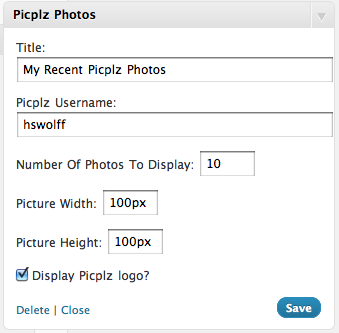 Picplz Photos
Title:
My Recent Picplz Photos
Picplz Username:
hswolff
Number Of Photos To Display: 10
Picture Width: 100px
Picture Height: 100px
Display Picplz logo?
Delete | Close Save